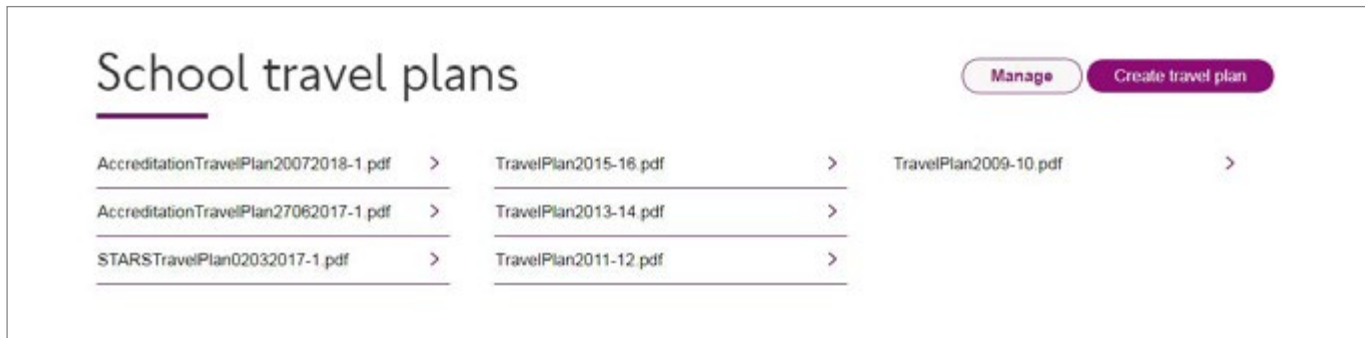 School travel plans
Manage
Create travel plan
AccreditationTravelPlan20072018-1.pdf
AccreditationTravelPlan27062017-1.pdf
STARSTravelPlan02032017-1.pdf
TravelPlan2015-16.pdf
TravelPlan2013-14.pdf
TravelPlan2011-12.pdf
TravelPlan2009-10.pdf